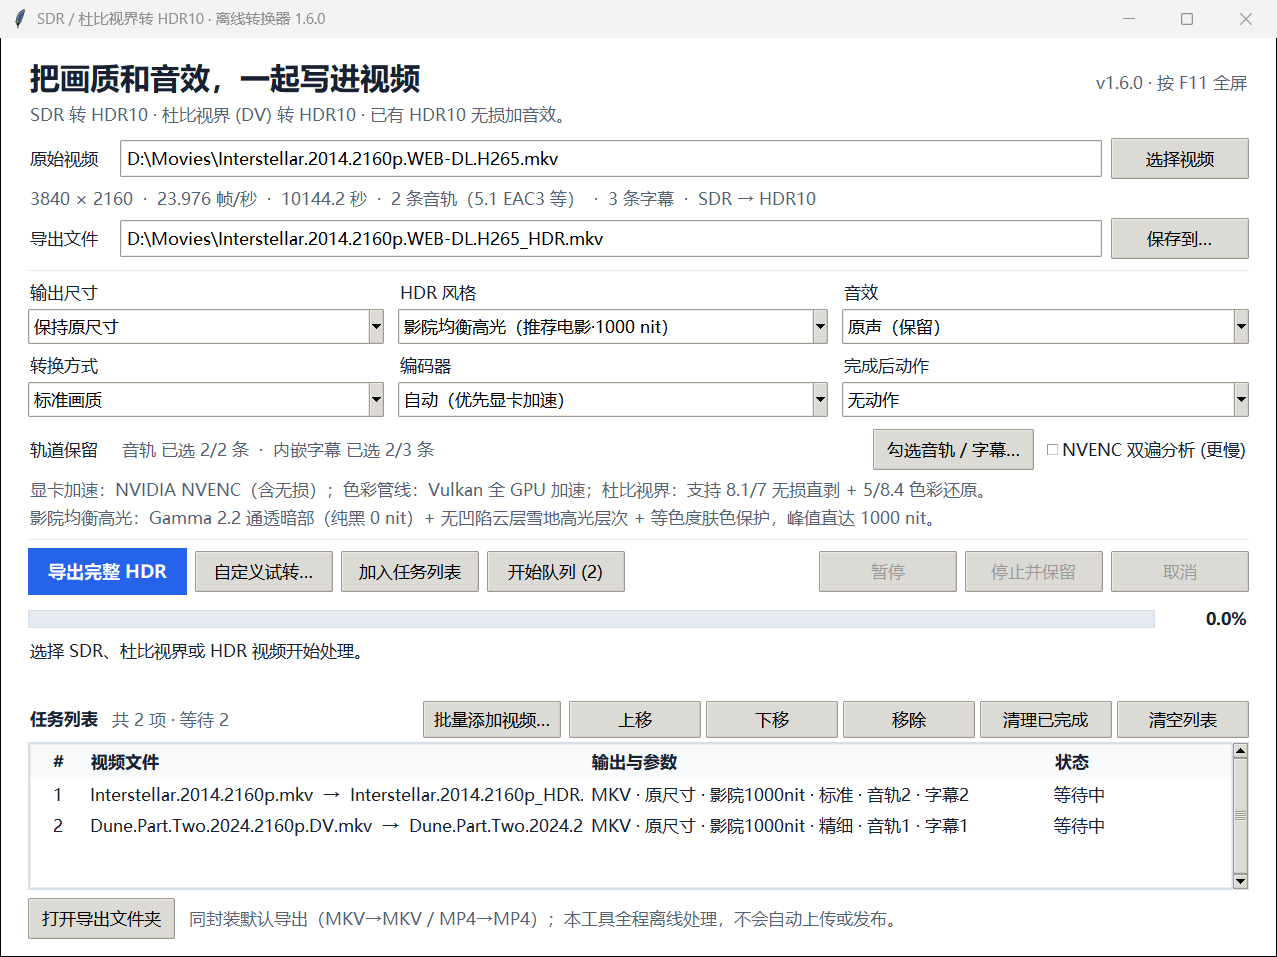 SDR / 杜比视界转 HDR10 · 离线转换器 1.6.0
把画质和音效，一起写进视频
v1.6.0 · 按 F11 全屏
SDR 转 HDR10 · 杜比视界 (DV) 转 HDR10 · 已有 HDR10 无损加音效。
原始视频 D:\Movies\Interstellar.2014.2160p.WEB-DL.H265.mkv 选择视频
3840 × 2160 · 23.976 帧/秒 · 10144.2 秒 · 2 条音轨（5.1 EAC3 等） · 3 条字幕 · SDR → HDR10
导出文件 D:\Movies\Interstellar.2014.2160p.WEB-DL.H265_HDR.mkv 保存到...
输出尺寸 HDR 风格 音效
保持原尺寸 影院均衡高光（推荐电影·1000 nit） 原声（保留）
转换方式 编码器 完成后动作
标准画质 自动（优先显卡加速） 无动作
轨道保留 音轨 已选 2/2 条 · 内嵌字幕 已选 2/3 条 勾选音轨 / 字幕... NVENC 双遍分析 (更慢)
显卡加速：NVIDIA NVENC（含无损）；色彩管线：Vulkan 全 GPU 加速；杜比视界：支持 8.1/7 无损直剥 + 5/8.4 色彩还原。
影院均衡高光：Gamma 2.2 通透暗部（纯黑 0 nit）+ 无凹陷云层雪地高光层次 + 等色度肤色保护，峰值直达 1000 nit。
导出完整 HDR 自定义试转... 加入任务列表 开始队列 (2) 暂停 停止并保留 取消
0.0%
选择 SDR、杜比视界或 HDR 视频开始处理。
任务列表 共 2 项 · 等待 2 批量添加视频... 上移 下移 移除 清理已完成 清空列表
# 视频文件 输出与参数 状态
1 Interstellar.2014.2160p.mkv → Interstellar.2014.2160p_HDR. MKV · 原尺寸 · 影院1000nit · 标准 · 音轨2 · 字幕2 等待中
2 Dune.Part.Two.2024.2160p.DV.mkv → Dune.Part.Two.2024.2 MKV · 原尺寸 · 影院1000nit · 精细 · 音轨1 · 字幕1 等待中
打开导出文件夹 同封装默认导出（MKV→MKV / MP4→MP4）；本工具全程离线处理，不会自动上传或发布。